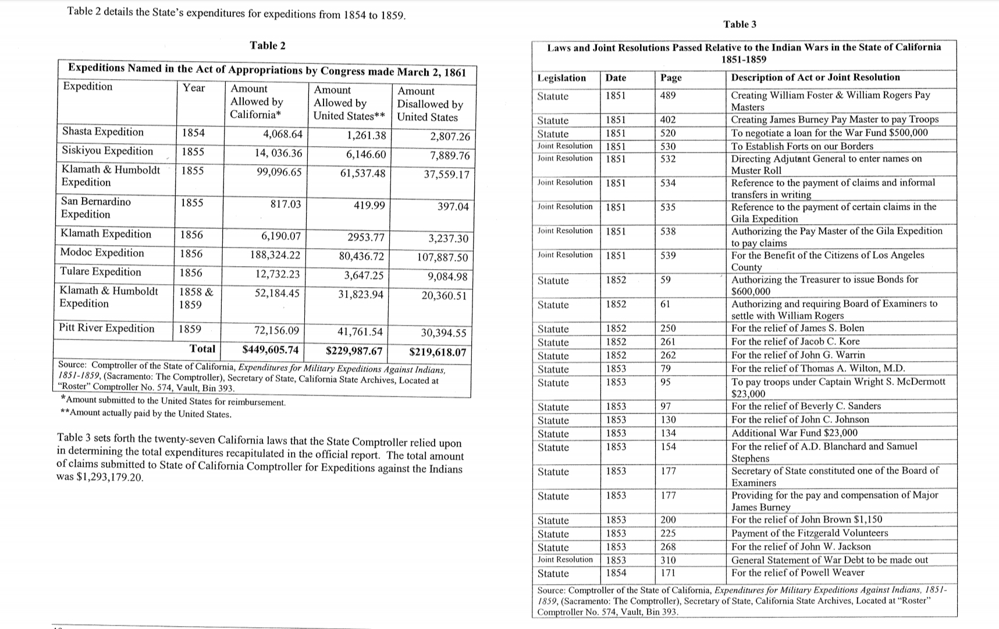 Table 2 details the State's expenditures for expeditions from 1854 to 1859.
Table 2
Expeditions Named in the Act of Appropriations by Congress made March 2, 1861
Expedition Year Amount Allowed by California* Amount Allowed by United States** Amount Disallowed by United States
Shasta Expedition 1854 4,068.64 1,261.38 2,807.26
Siskiyou Expedition 1855 14, 036.36 6,146.60 7,889.76
Klamath & Humboldt Expedition 1855 99,096.65 61,537.48 37,559.17
San Bernardino Expedition 1855 817.03 419.99 397.04
Klamath Expedition 1856 6,190.07 2953.77 3,237.30
Modoc Expedition 1856 188,324.22 80,436.72 107,887.50
Tulare Expedition 1856 12,732.23 3,647.25 9,084.98
Klamath & Humboldt Expedition 1858 & 1859 52,184.45 31,823.94 20,360.51
Pitt River Expedition 1859 72,156.09 41,761.54 30,394.55
Total $449,605.74 $229,987.67 $219,618.07
Source: Comptroller of the State of California, Expenditures for Military Expeditions Against Indians,
1851-1859, (Sacramento: The Comptroller), Secretary of State, California State Archives, Located at
"Roster" Comptroller No. 574, Vault, Bin 393.
*Amount submitted to the United States for reimbursement.
**Amount actually paid by the United States.
Table 3 sets forth the twenty-seven California laws that the State Comptroller relied upon
in determining the total expenditures recapitulated in the official report. The total amount
of claims submitted to State of California Comptroller for Expeditions against the Indians
was $1,293,179.20.
Table 3
Laws and Joint Resolutions Passed Relative to the Indian Wars in the State of California
1851-1859
Legislation Date Page Description of Act or Joint Resolution
Statute 1851 489 Creating William Foster & William Rogers Pay
Masters
Statute 1851 402 Creating James Burney Pay Master to pay Troops
Statute 1851 520 To negotiate a loan for the War Fund $500,000
Joint Resolution 1851 530 To Establish Forts on our Borders
Joint Resolution 1851 532 Directing Adjutant General to enter names on
Muster Roll
Joint Resolution 1851 534 Reference to the payment of claims and informal
transfers in writing
Joint Resolution 1851 535 Reference to the payment of certain claims in the
Gila Expedition
Joint Resolution 1851 538 Authorizing the Pay Master of the Gila Expedition
to pay claims
Joint Resolution 1851 539 For the Benefit of the Citizens of Los Angeles
County
Statute 1852 59 Authorizing the Treasurer to issue Bonds for
$600,000
Statute 1852 61 Authorizing and requiring Board of Examiners to
settle with William Rogers
Statute 1852 250 For the relief of James S. Bolen
Statute 1852 261 For the relief of Jacob C. Kore
Statute 1852 262 For the relief of John G. Warrin
Statute 1853 79 For the relief of Thomas A. Wilton, M.D.
Statute 1853 95 To pay troops under Captain Wright S. McDermott
$23,000
Statute 1853 97 For the relief of Beverly C. Sanders
Statute 1853 130 For the relief of John C. Johnson
Statute 1853 134 Additional War Fund $23,000
Statute 1853 154 For the relief of A.D. Blanchard and Samuel
Stephens
Statute 1853 177 Secretary of State constituted one of the Board of
Examiners
Statute 1853 177 Providing for the pay and compensation of Major
James Burney
Statute 1853 200 For the relief of John Brown $1,150
Statute 1853 225 Payment of the Fitzgerald Volunteers
Statute 1853 268 For the relief of John W. Jackson
Joint Resolution 1853 310 General Statement of War Debt to be made out
Statute 1854 171 For the relief of Powell Weaver
Source: Comptroller of the State of California, Expenditures for Military Expeditions Against Indians, 1851-
1859, (Sacramento: The Comptroller), Secretary of State, California State Archives, Located at "Roster"
Comptroller No. 574, Vault, Bin 393.